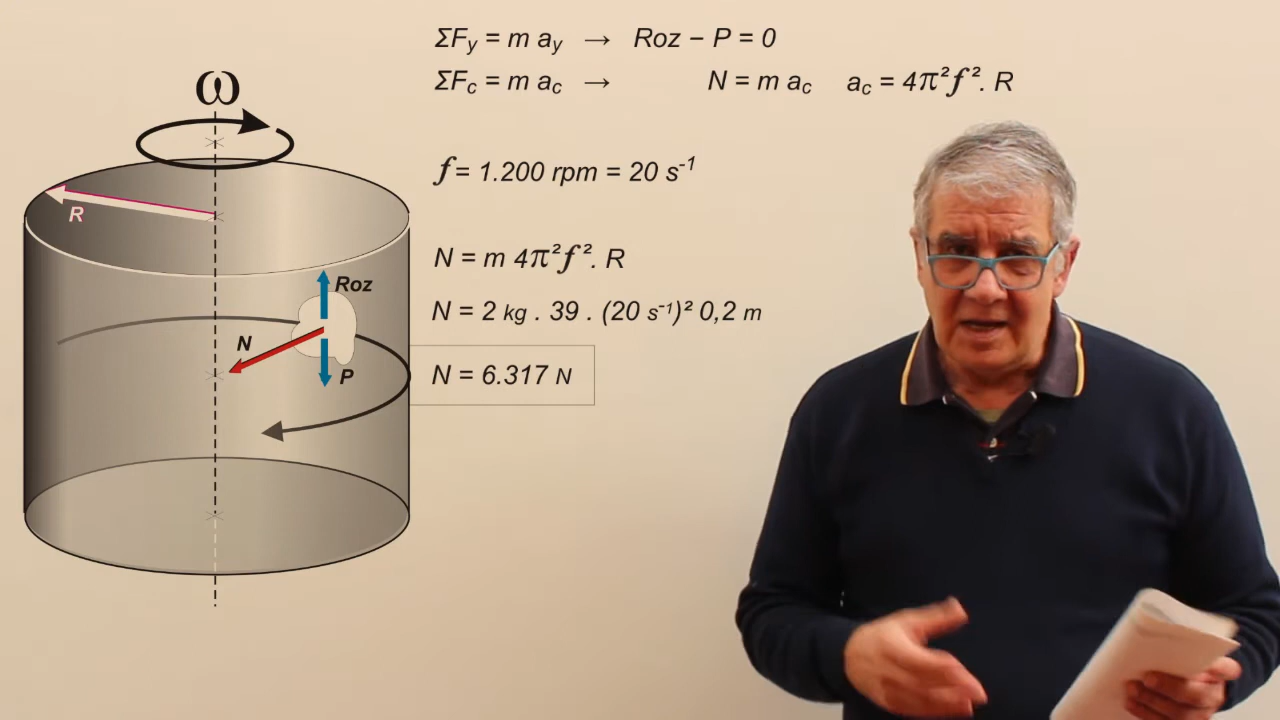 ΣFy = m ay → Roz − P = 0
ΣFc = m ac → N = m ac ac = 4π²f². R
ω
f = 1.200 rpm = 20 s⁻¹
R
N = m 4π²f². R
Roz
N = 2 kg . 39 . (20 s⁻¹)² 0,2 m
N
P
N = 6.317 N